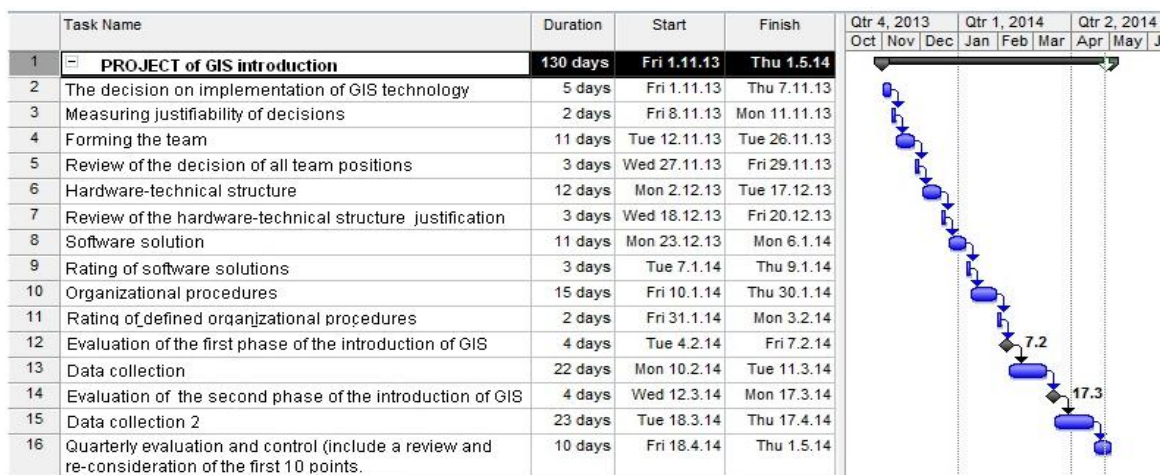 Task Name Duration Start Finish Qtr 4, 2013 Qtr 1, 2014 Qtr 2, 2014
Oct Nov Dec Jan Feb Mar Apr May J
1 PROJECT of GIS introduction 130 days Fri 1.11.13 Thu 1.5.14
2 The decision on implementation of GIS technology 5 days Fri 1.11.13 Thu 7.11.13
3 Measuring justifiability of decisions 2 days Fri 8.11.13 Mon 11.11.13
4 Forming the team 11 days Tue 12.11.13 Tue 26.11.13
5 Review of the decision of all team positions 3 days Wed 27.11.13 Fri 29.11.13
6 Hardware-technical structure 12 days Mon 2.12.13 Tue 17.12.13
7 Review of the hardware-technical structure justification 3 days Wed 18.12.13 Fri 20.12.13
8 Software solution 11 days Mon 23.12.13 Mon 6.1.14
9 Rating of software solutions 3 days Tue 7.1.14 Thu 9.1.14
10 Organizational procedures 15 days Fri 10.1.14 Thu 30.1.14
11 Rating of defined organizational procedures 2 days Fri 31.1.14 Mon 3.2.14
12 Evaluation of the first phase of the introduction of GIS 4 days Tue 4.2.14 Fri 7.2.14 7.2
13 Data collection 22 days Mon 10.2.14 Tue 11.3.14
14 Evaluation of the second phase of the introduction of GIS 4 days Wed 12.3.14 Mon 17.3.14 17.3
15 Data collection 2 23 days Tue 18.3.14 Thu 17.4.14
16 Quarterly evaluation and control (include a review and 10 days Fri 18.4.14 Thu 1.5.14
re-consideration of the first 10 points.